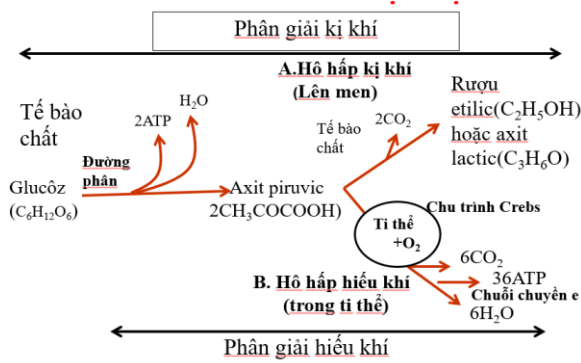 Phân giải kị khí
A.Hô hấp kị khí
(Lên men)
Rượu
etilic(C₂H₅OH)
hoặc axit
lactic(C₃H₆O)
Tế bào
chất
2ATP
H₂O
Tế bào
chất
2CO₂
Đường
phân
Glucôz
(C₆H₁₂O₆)
Axit piruvic
2CH₃COCOOH)
Chu trình Crebs
Ti thể
+O₂
6CO₂
36ATP
Chuỗi chuyền e
6H₂O
B. Hô hấp hiếu khí
(trong ti thể)
Phân giải hiếu khí